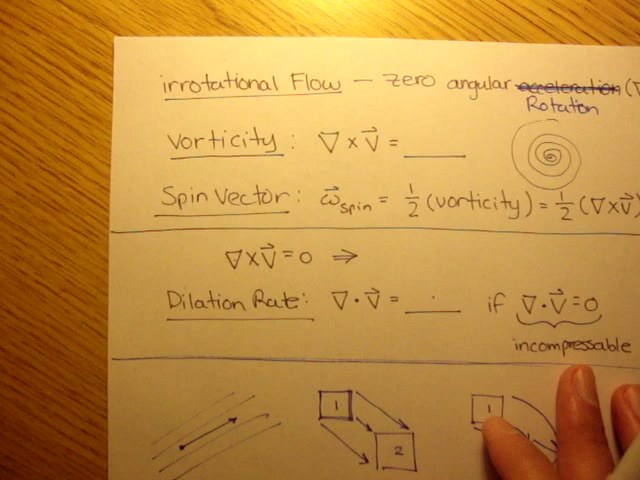 irrotational Flow — zero angular acceleration (∇
Rotation
Vorticity: ∇ x V⃗ = ____
Spin Vector: ω⃗ spin = 1/2 (vorticity) = 1/2 (∇xV⃗)
∇xV⃗ = 0 ⇒
Dilation Rate: ∇ · V⃗ = ____ if ∇ · V⃗ = 0
incompressable
1 1
2